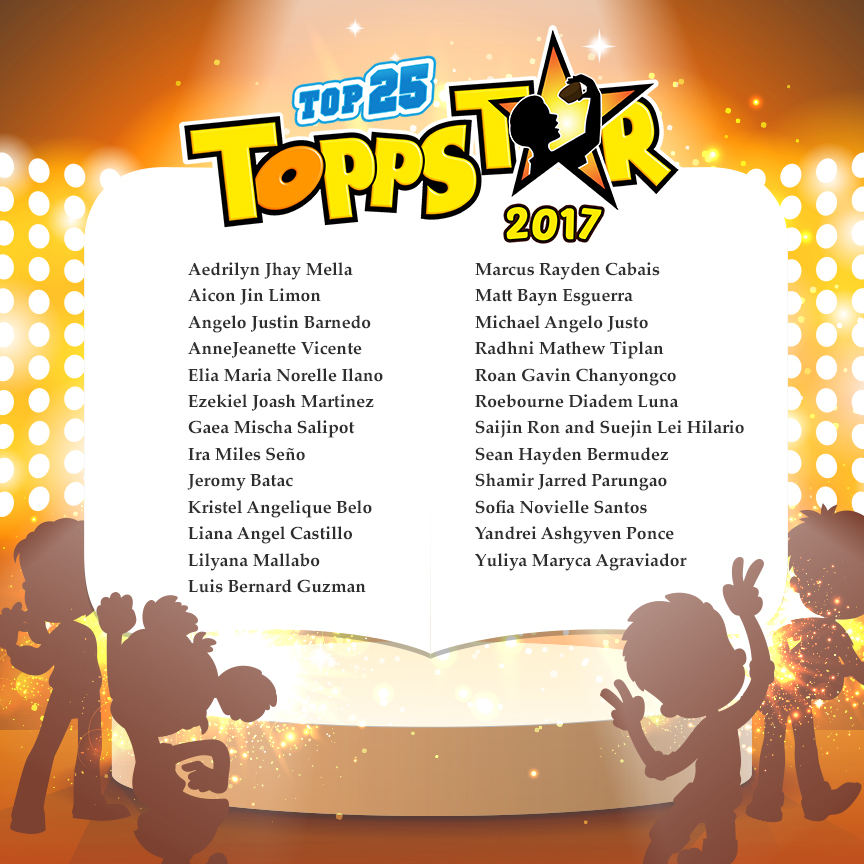 TOP 25
TOPPSTAR
2017
Aedrilyn Jhay Mella
Aicon Jin Limon
Angelo Justin Barnedo
AnneJeanette Vicente
Elia Maria Norelle Ilano
Ezekiel Joash Martinez
Gaea Mischa Salipot
Ira Miles Seño
Jeromy Batac
Kristel Angelique Belo
Liana Angel Castillo
Lilyana Mallabo
Luis Bernard Guzman
Marcus Rayden Cabais
Matt Bayn Esguerra
Michael Angelo Justo
Radhni Mathew Tiplan
Roan Gavin Chanyongco
Roebourne Diadem Luna
Saijin Ron and Suejin Lei Hilario
Sean Hayden Bermudez
Shamir Jarred Parungao
Sofia Novielle Santos
Yandrei Ashgyven Ponce
Yuliya Maryca Agraviador